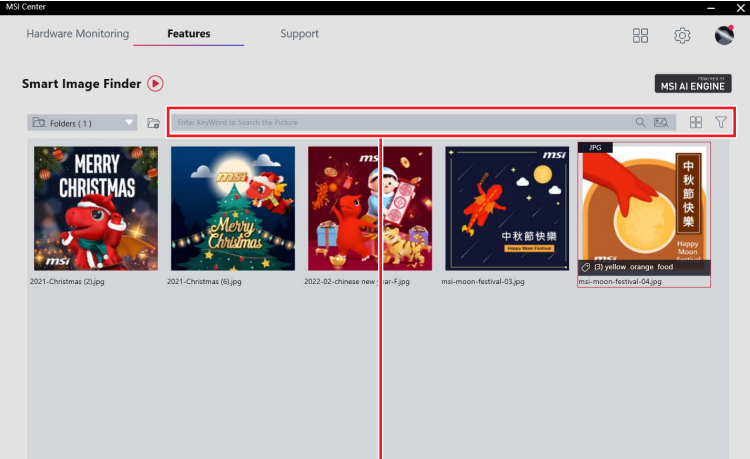 MSI Center
Hardware Monitoring
Features
Support
Smart Image Finder
POWERED BY
MSI AI ENGINE
Folders ( 1 )
Enter KeyWord to Search the Picture
MERRY
CHRISTMAS
msi
2021-Christmas (2).jpg
msi
Merry
Christmas
2021-Christmas (6).jpg
msi
2022-02-chinese new year-F.jpg
msi
中秋節快樂
Happy Moon Festival
msi-moon-festival-03.jpg
JPG
中秋節快樂
Happy
Moon
Festival
msi
(3) yellow orange food
msi-moon-festival-04.jpg